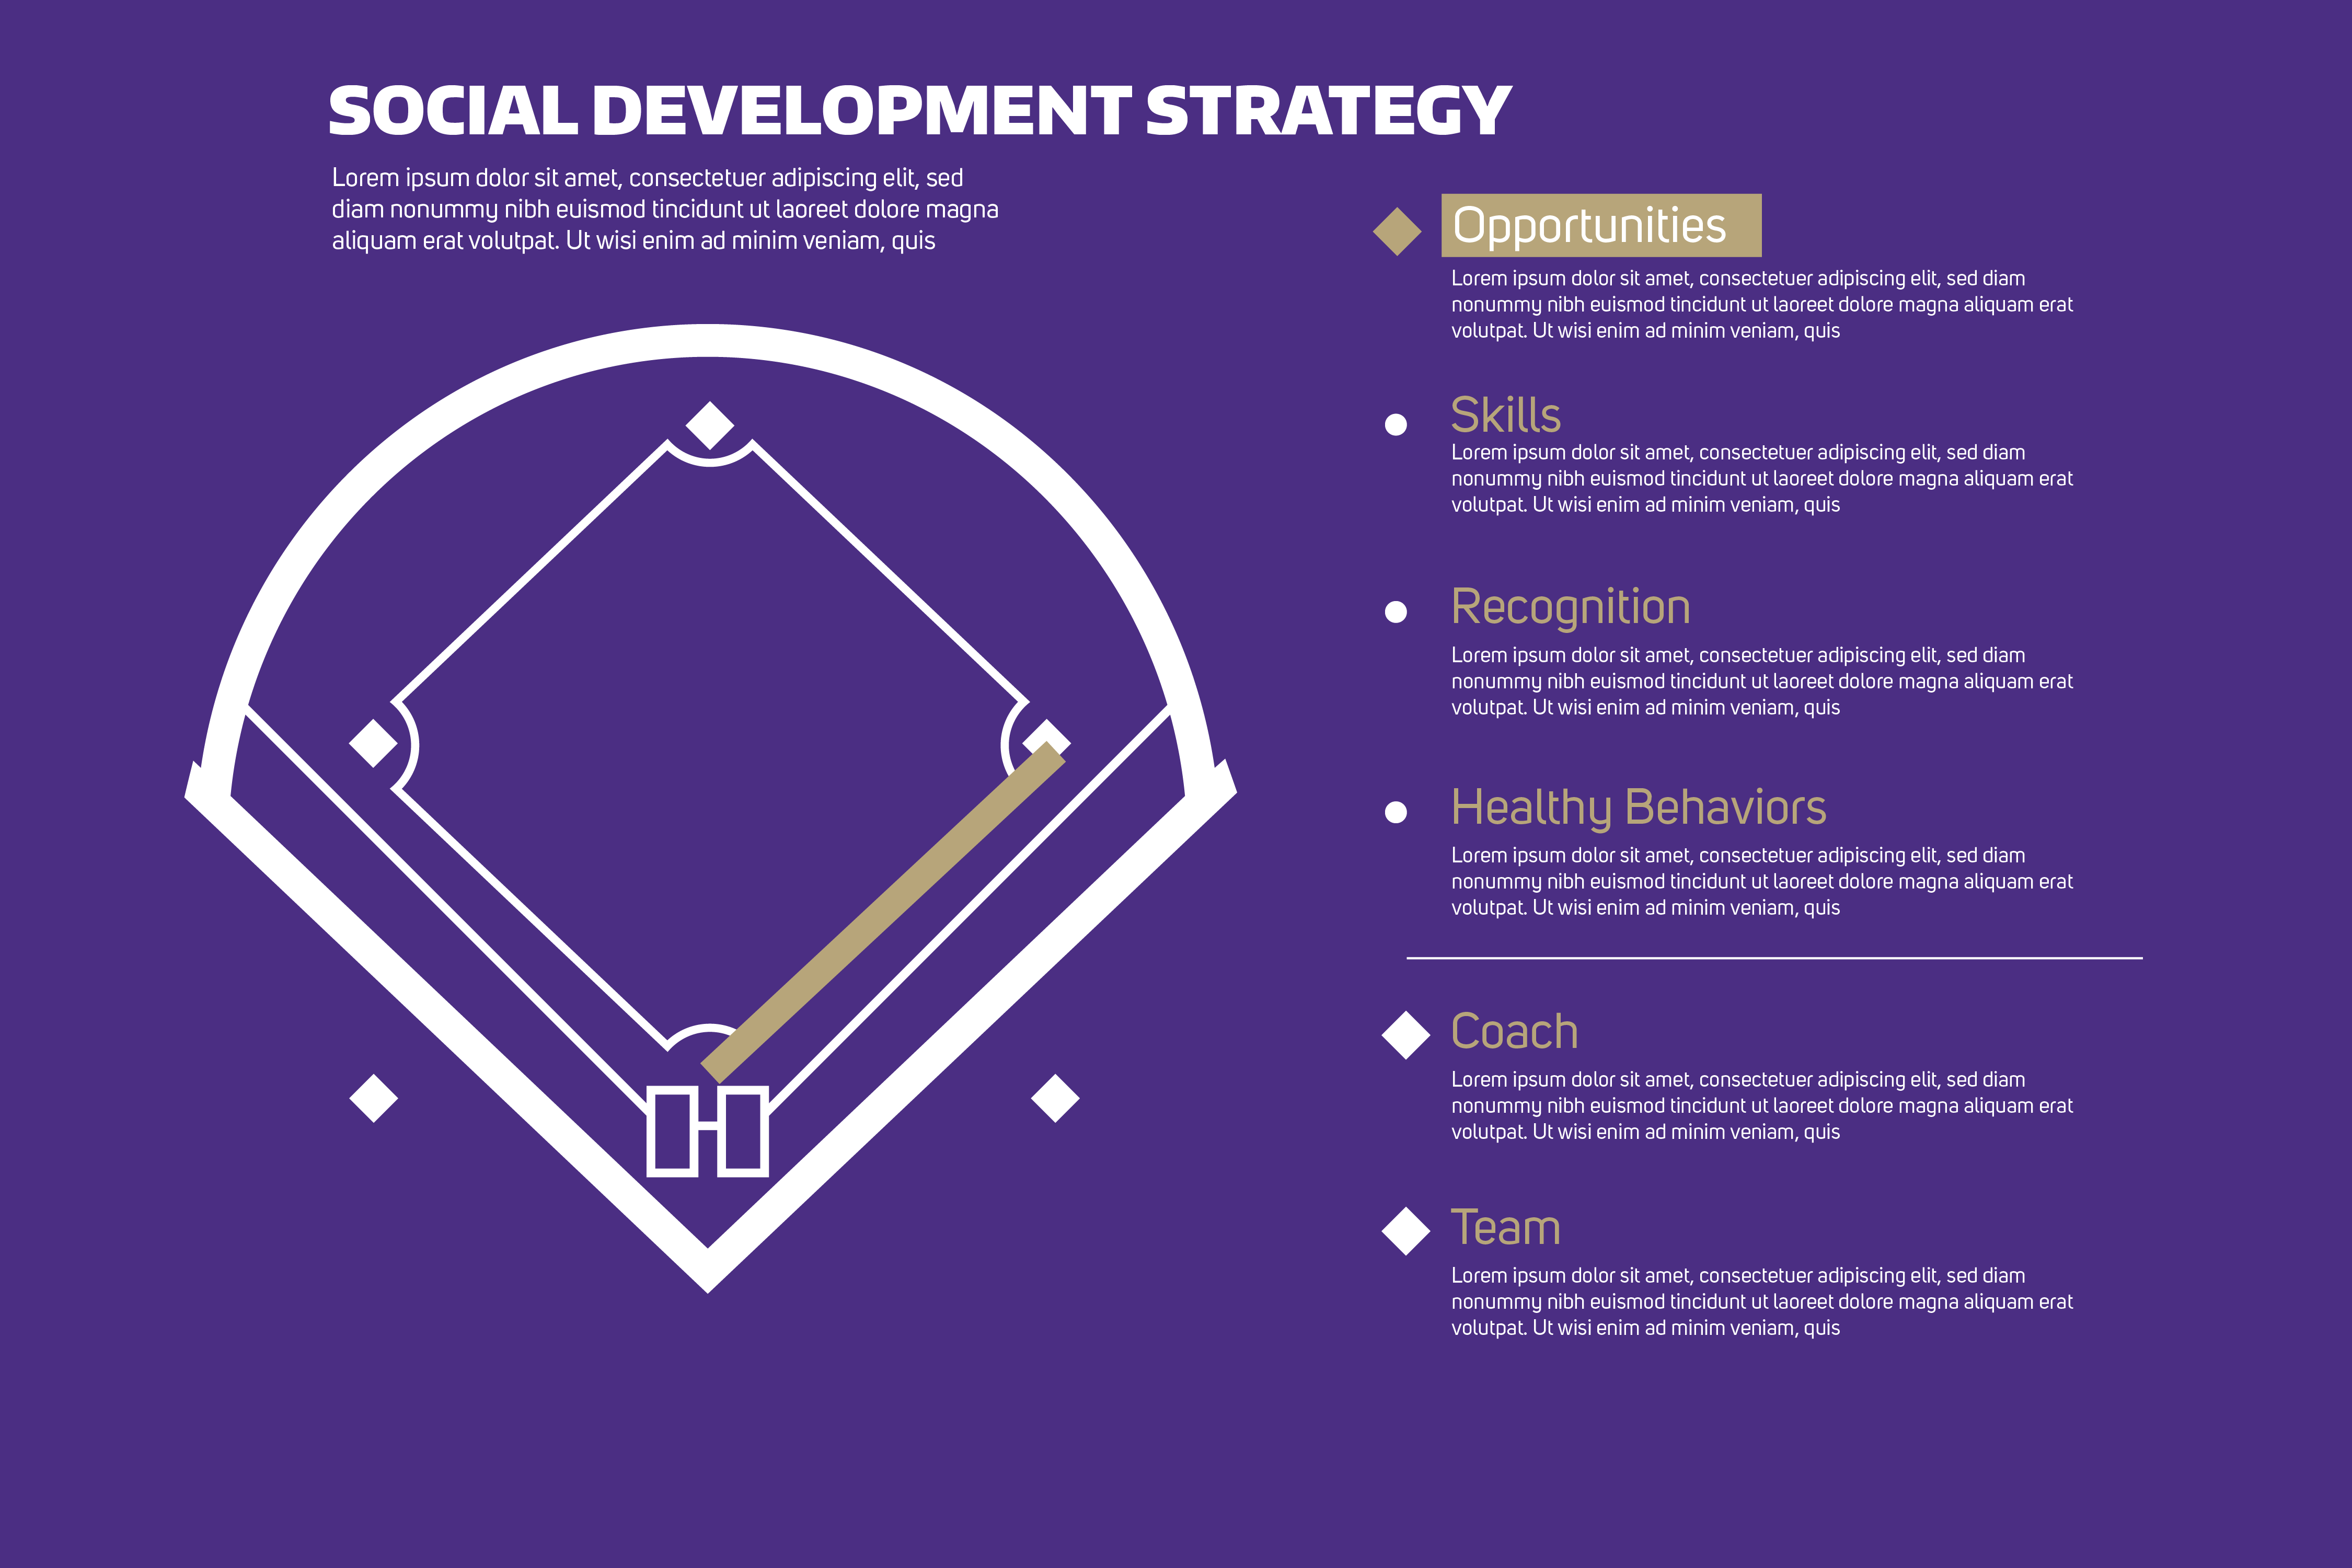 SOCIAL DEVELOPMENT STRATEGY
Lorem ipsum dolor sit amet, consectetuer adipiscing elit, sed
diam nonummy nibh euismod tincidunt ut laoreet dolore magna
aliquam erat volutpat. Ut wisi enim ad minim veniam, quis
Opportunities
Lorem ipsum dolor sit amet, consectetuer adipiscing elit, sed diam
nonummy nibh euismod tincidunt ut laoreet dolore magna aliquam erat
volutpat. Ut wisi enim ad minim veniam, quis
Skills
Lorem ipsum dolor sit amet, consectetuer adipiscing elit, sed diam
nonummy nibh euismod tincidunt ut laoreet dolore magna aliquam erat
volutpat. Ut wisi enim ad minim veniam, quis
Recognition
Lorem ipsum dolor sit amet, consectetuer adipiscing elit, sed diam
nonummy nibh euismod tincidunt ut laoreet dolore magna aliquam erat
volutpat. Ut wisi enim ad minim veniam, quis
Healthy Behaviors
Lorem ipsum dolor sit amet, consectetuer adipiscing elit, sed diam
nonummy nibh euismod tincidunt ut laoreet dolore magna aliquam erat
volutpat. Ut wisi enim ad minim veniam, quis
Coach
Lorem ipsum dolor sit amet, consectetuer adipiscing elit, sed diam
nonummy nibh euismod tincidunt ut laoreet dolore magna aliquam erat
volutpat. Ut wisi enim ad minim veniam, quis
Team
Lorem ipsum dolor sit amet, consectetuer adipiscing elit, sed diam
nonummy nibh euismod tincidunt ut laoreet dolore magna aliquam erat
volutpat. Ut wisi enim ad minim veniam, quis